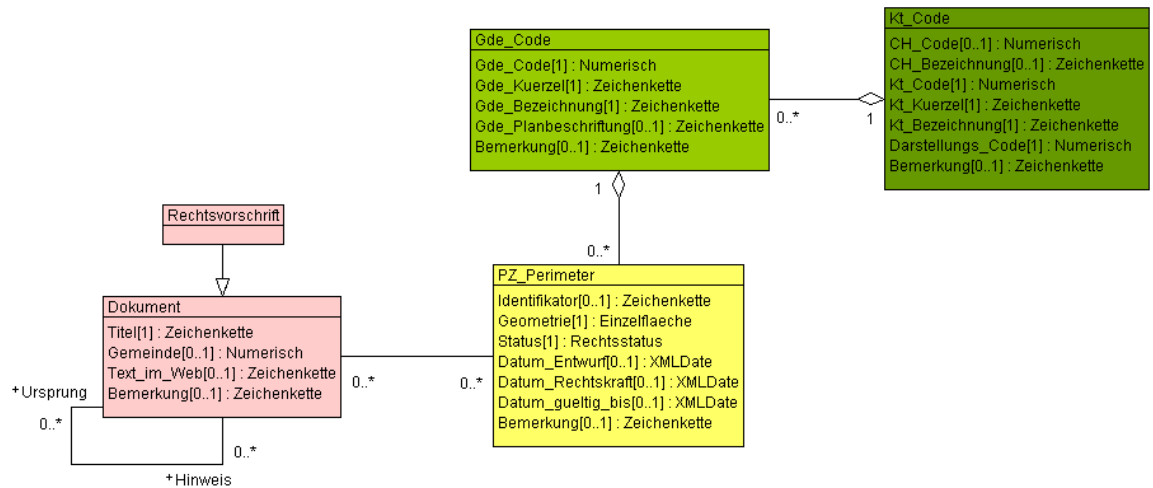 Kt_Code
CH_Code[0..1] : Numerisch
CH_Bezeichnung[0..1] : Zeichenkette
Kt_Code[1] : Numerisch
Kt_Kuerzel[1] : Zeichenkette
Kt_Bezeichnung[1] : Zeichenkette
Darstellungs_Code[1] : Numerisch
Bemerkung[0..1] : Zeichenkette
Gde_Code
Gde_Code[1] : Numerisch
Gde_Kuerzel[1] : Zeichenkette
Gde_Bezeichnung[1] : Zeichenkette
Gde_Planbeschriftung[0..1] : Zeichenkette
Bemerkung[0..1] : Zeichenkette
0..*
1
1
0..*
Rechtsvorschrift
Dokument
Titel[1] : Zeichenkette
Gemeinde[0..1] : Numerisch
Text_im_Web[0..1] : Zeichenkette
Bemerkung[0..1] : Zeichenkette
PZ_Perimeter
Identifikator[0..1] : Zeichenkette
Geometrie[1] : Einzelflaeche
Status[1] : Rechtsstatus
Datum_Entwurf[0..1] : XMLDate
Datum_Rechtskraft[0..1] : XMLDate
Datum_gueltig_bis[0..1] : XMLDate
Bemerkung[0..1] : Zeichenkette
0..*
0..*
+Ursprung
0..*
0..*
+Hinweis